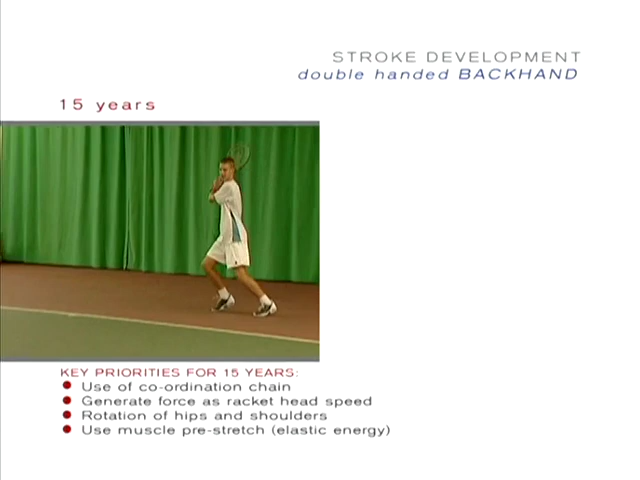 STROKE DEVELOPMENT
double handed BACKHAND
15 years
KEY PRIORITIES FOR 15 YEARS:
Use of co-ordination chain
Generate force as racket head speed
Rotation of hips and shoulders
Use muscle pre-stretch (elastic energy)